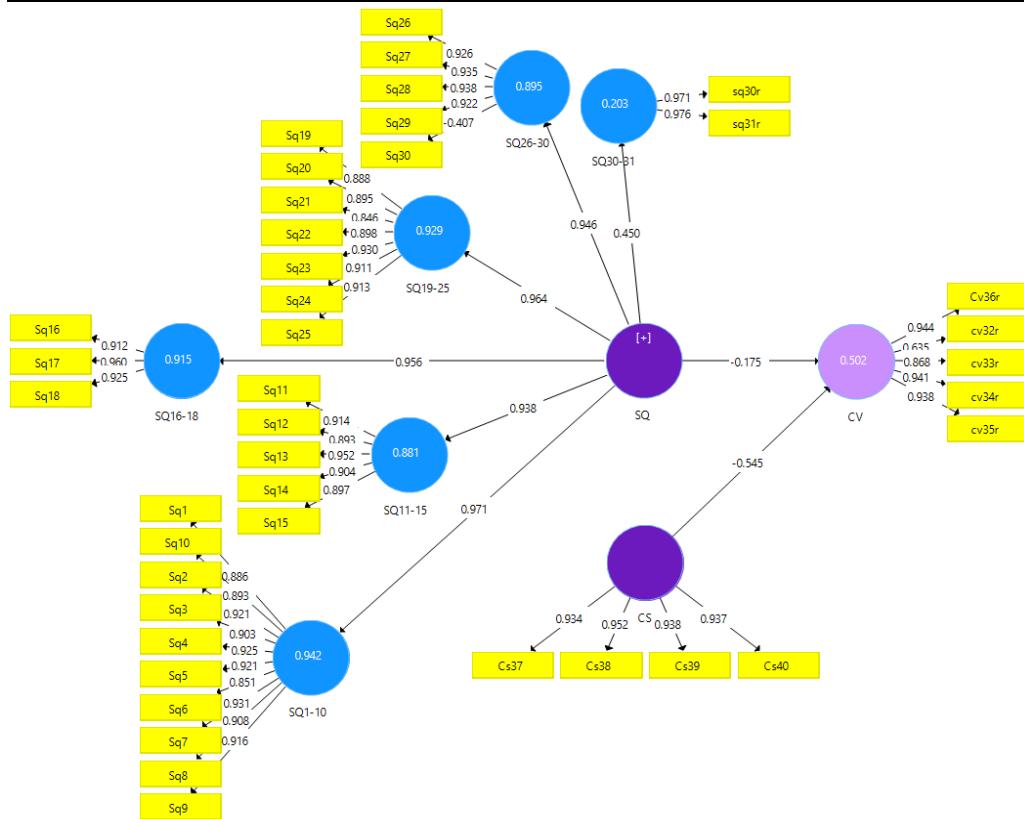 Sq26
Sq27
Sq28
Sq29
Sq30
0.926
0.935
0.938
0.922
-0.407
0.895
SQ26-30
0.203
SQ30-31
0.971
0.976
sq30r
sq31r
Sq19
Sq20
Sq21
Sq22
Sq23
Sq24
Sq25
0.888
0.895
0.846
0.898
0.930
0.911
0.913
0.929
SQ19-25
0.946
0.450
0.964
Sq16
Sq17
Sq18
0.912
0.960
0.925
0.915
SQ16-18
0.956
[+]
SQ
-0.175
0.502
CV
0.944
0.635
0.868
0.941
0.938
Cv36r
cv32r
cv33r
cv34r
cv35r
Sq11
Sq12
Sq13
Sq14
Sq15
0.914
0.893
0.952
0.904
0.897
0.881
SQ11-15
0.938
0.971
-0.545
Sq1
Sq10
Sq2
Sq3
Sq4
Sq5
Sq6
Sq7
Sq8
Sq9
0.886
0.893
0.921
0.903
0.925
0.921
0.851
0.931
0.908
0.916
0.942
SQ1-10
CS
0.934
0.952
0.938
0.937
Cs37
Cs38
Cs39
Cs40